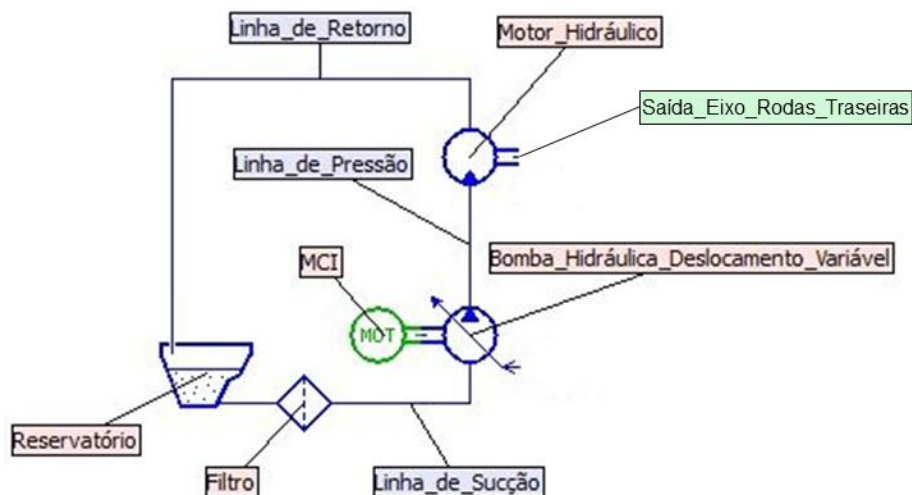 Linha_de_Retorno
Motor_Hidráulico
Saída_Eixo_Rodas_Traseiras
Linha_de_Pressão
MCI
Bomba_Hidráulica_Deslocamento_Variável
MOT
Reservatório
Filtro
Linha_de_Sucção